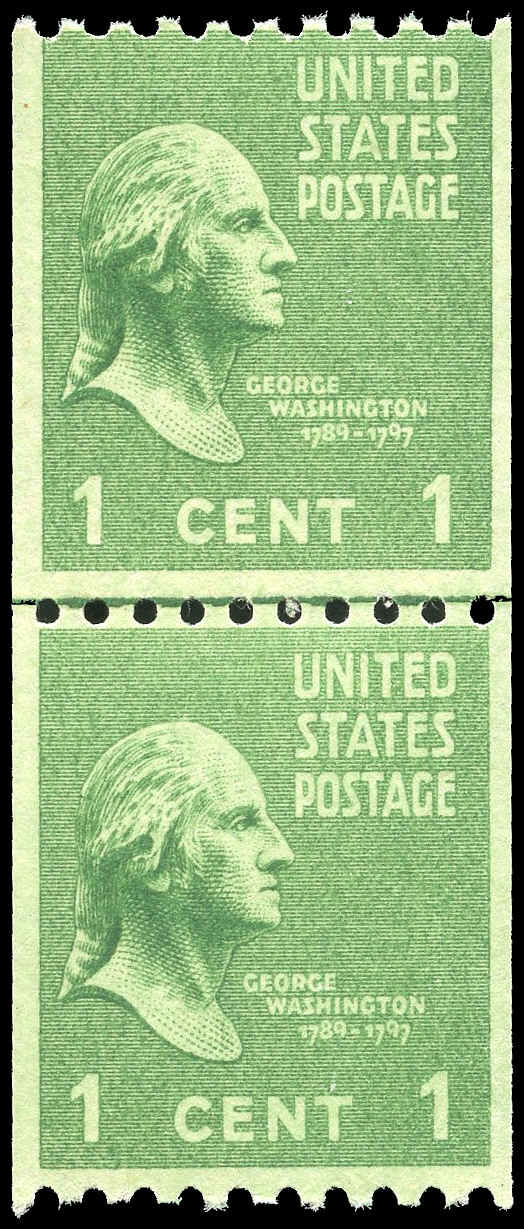 UNITED
STATES
POSTAGE
GEORGE
WASHINGTON
1789-1797
1 CENT 1
UNITED
STATES
POSTAGE
GEORGE
WASHINGTON
1789-1797
1 CENT 1